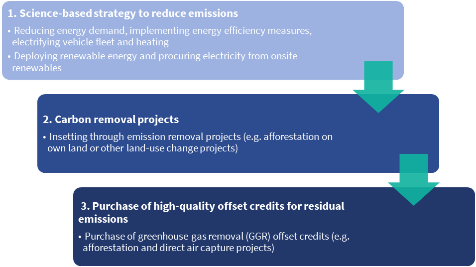 1. Science-based strategy to reduce emissions
• Reducing energy demand, implementing energy efficiency measures,
electrifying vehicle fleet and heating
• Deploying renewable energy and procuring electricity from onsite
renewables
2. Carbon removal projects
• Insetting through emission removal projects (e.g. afforestation on
own land or other land-use change projects)
3. Purchase of high-quality offset credits for residual
emissions
• Purchase of greenhouse gas removal (GGR) offset credits (e.g.
afforestation and direct air capture projects)